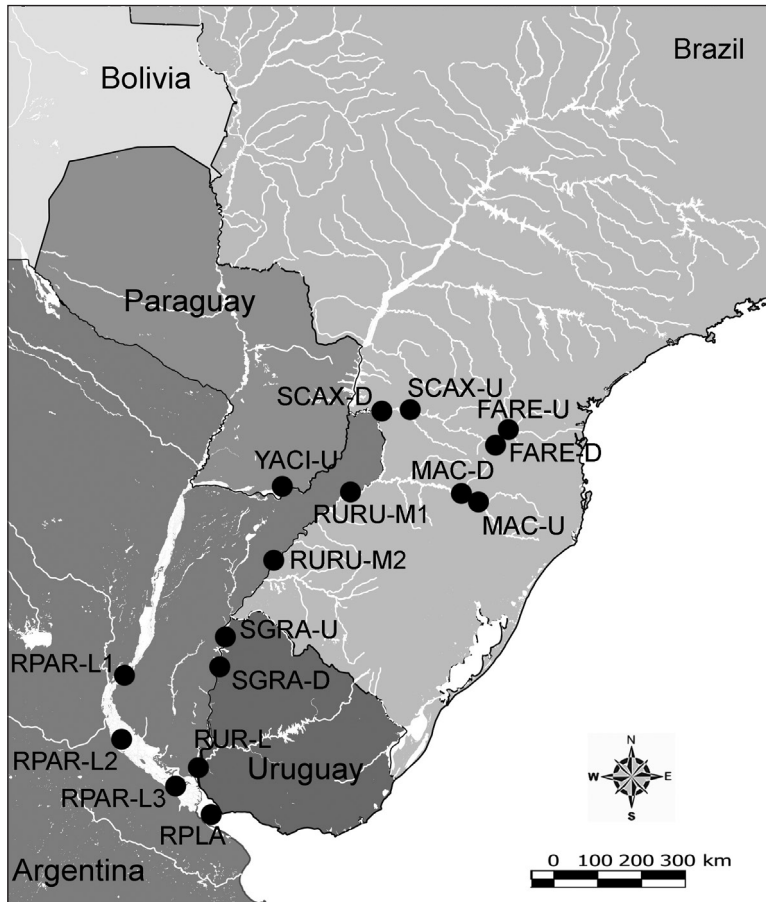 Bolivia
Brazil
Paraguay
SCAX-D
SCAX-U
FARE-U
FARE-D
YACI-U
MAC-D
MAC-U
RURU-M1
RURU-M2
SGRA-U
SGRA-D
RPAR-L1
RPAR-L2
RUR-L
Uruguay
RPAR-L3
RPLA
Argentina
N
W E
S
0 100 200 300 km